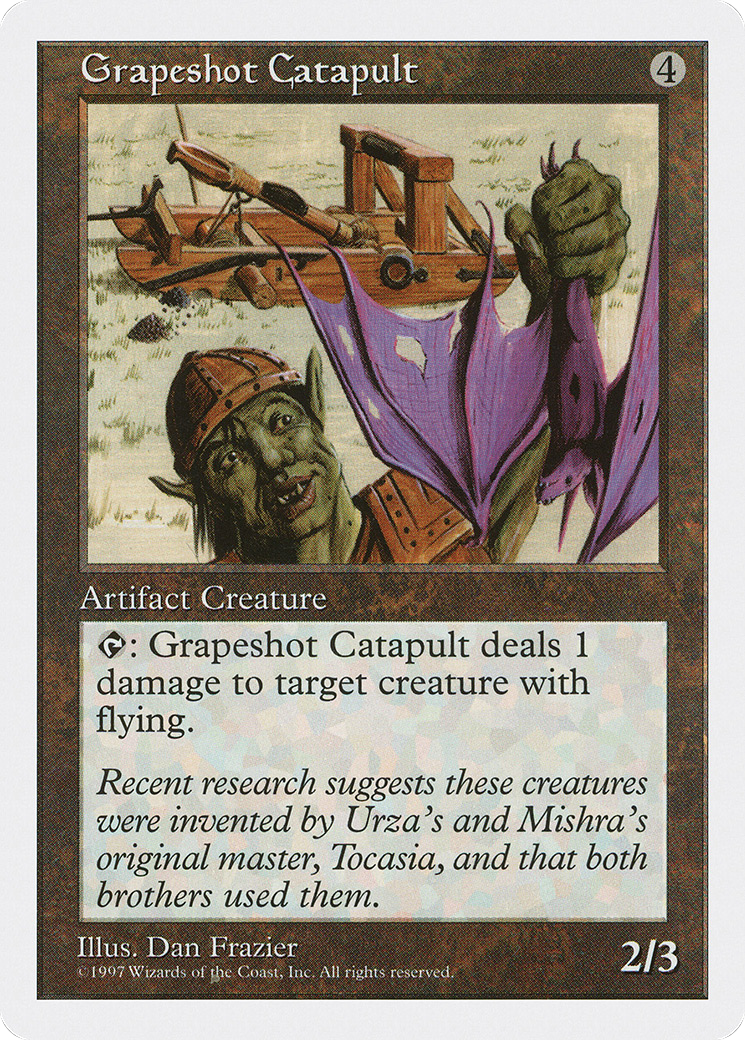 Grapeshot Catapult 4
Artifact Creature
: Grapeshot Catapult deals 1
damage to target creature with
flying.
Recent research suggests these creatures
were invented by Urza's and Mishra's
original master, Tocasia, and that both
brothers used them.
Illus. Dan Frazier
©1997 Wizards of the Coast, Inc. All rights reserved.
2/3